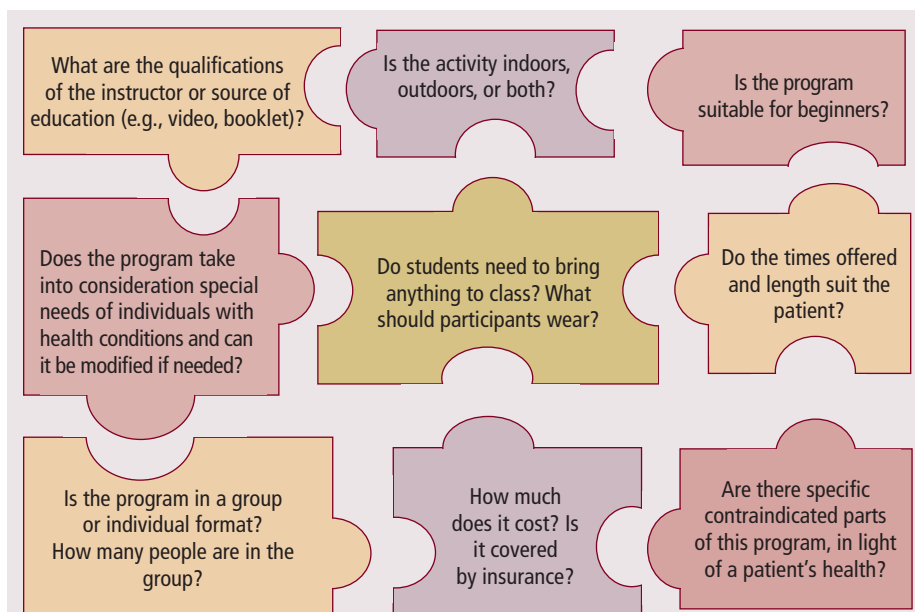 What are the qualifications
of the instructor or source of
education (e.g., video, booklet)?
Is the activity indoors,
outdoors, or both?
Is the program
suitable for beginners?
Does the program take
into consideration special
needs of individuals with
health conditions and can
it be modified if needed?
Do students need to bring
anything to class? What
should participants wear?
Do the times offered
and length suit the
patient?
Is the program in a group
or individual format?
How many people are in the
group?
How much
does it cost? Is
it covered
by insurance?
Are there specific
contraindicated parts
of this program, in light
of a patient’s health?